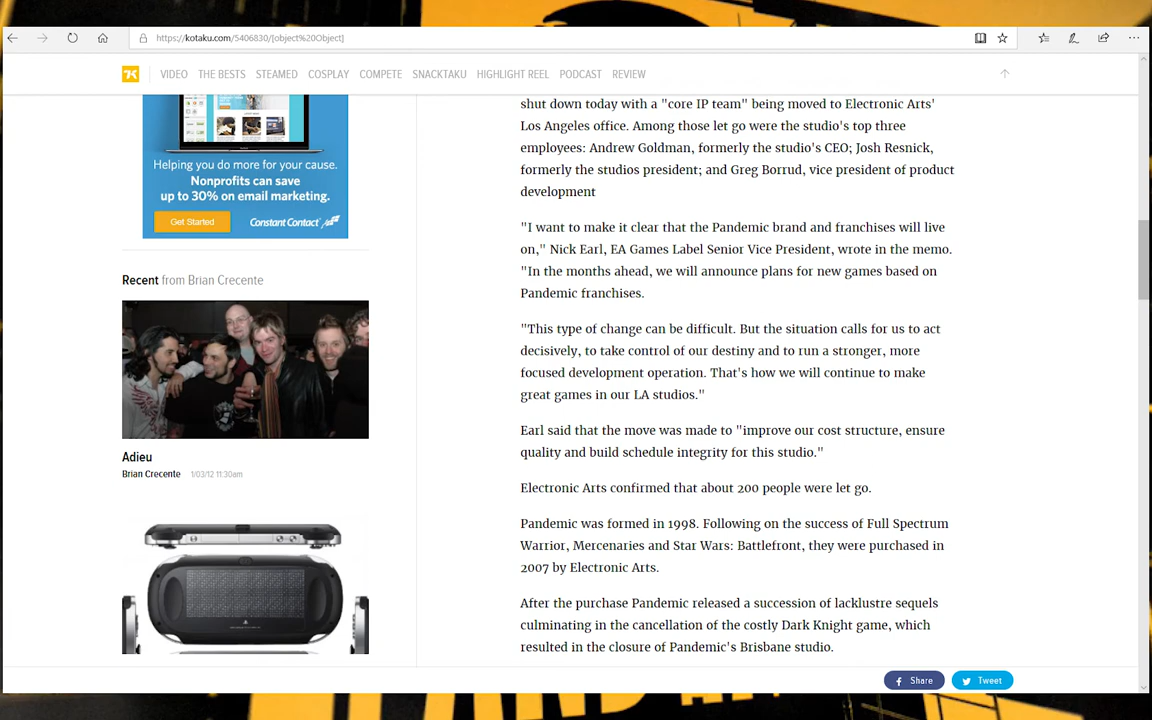 https://kotaku.com/5406830/[object%20Object]
K VIDEO THE BESTS STEAMED COSPLAY COMPETE SNACKTAKU HIGHLIGHT REEL PODCAST REVIEW
Helping you do more for your cause.
Nonprofits can save
up to 30% on email marketing.
Get Started Constant Contact
Recent from Brian Crecente
Adieu
Brian Crecente 1/03/12 11:30am
shut down today with a "core IP team" being moved to Electronic Arts'
Los Angeles office. Among those let go were the studio's top three
employees: Andrew Goldman, formerly the studio's CEO; Josh Resnick,
formerly the studios president; and Greg Borrud, vice president of product
development
"I want to make it clear that the Pandemic brand and franchises will live
on," Nick Earl, EA Games Label Senior Vice President, wrote in the memo.
"In the months ahead, we will announce plans for new games based on
Pandemic franchises.
"This type of change can be difficult. But the situation calls for us to act
decisively, to take control of our destiny and to run a stronger, more
focused development operation. That's how we will continue to make
great games in our LA studios."
Earl said that the move was made to "improve our cost structure, ensure
quality and build schedule integrity for this studio."
Electronic Arts confirmed that about 200 people were let go.
Pandemic was formed in 1998. Following on the success of Full Spectrum
Warrior, Mercenaries and Star Wars: Battlefront, they were purchased in
2007 by Electronic Arts.
After the purchase Pandemic released a succession of lacklustre sequels
culminating in the cancellation of the costly Dark Knight game, which
resulted in the closure of Pandemic's Brisbane studio.
Share Tweet